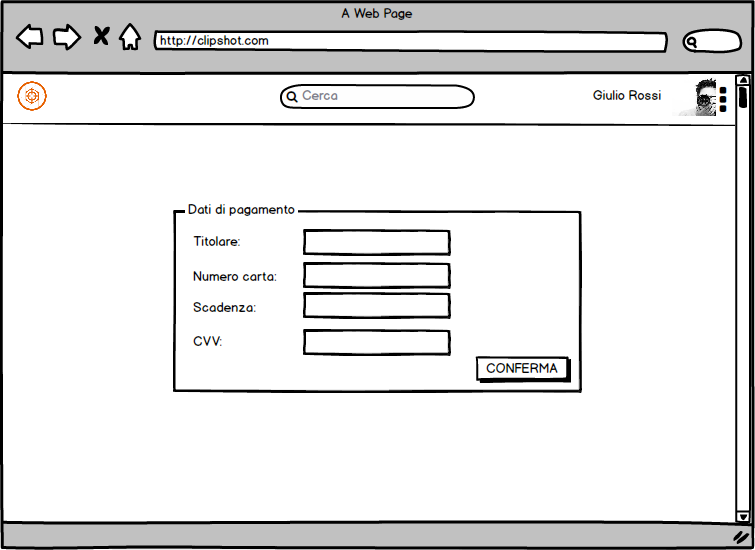 A Web Page
http://clipshot.com
Cerca
Giulio Rossi
Dati di pagamento
Titolare:
Numero carta:
Scadenza:
CVV:
CONFERMA